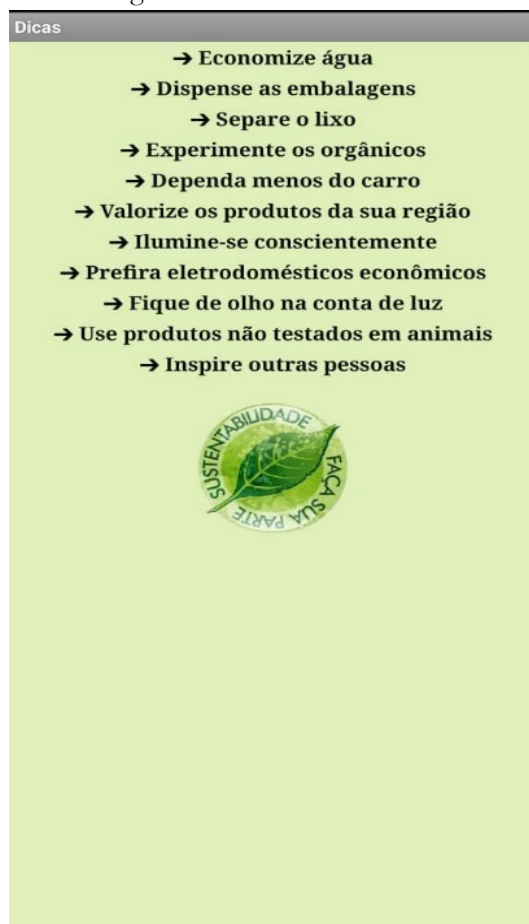 Dicas
➔ Economize água
➔ Dispense as embalagens
➔ Separe o lixo
➔ Experimente os orgânicos
➔ Dependa menos do carro
➔ Valorize os produtos da sua região
➔ Ilumine-se conscientemente
➔ Prefira eletrodomésticos econômicos
➔ Fique de olho na conta de luz
➔ Use produtos não testados em animais
➔ Inspire outras pessoas
SUSTENTABILIDADE
FAÇA SUA PARTE